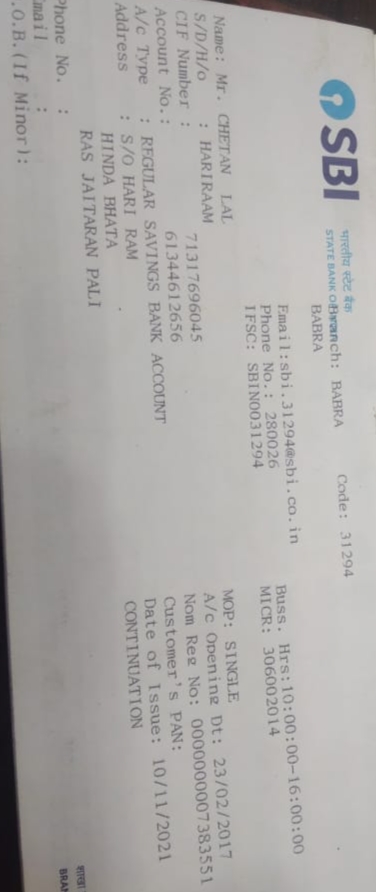 SBI
भारतीय स्टेट बैंक
STATE BANK OF
Branch: BABRA Code: 31294
BABRA
Email:sbi.31294@sbi.co.in Buss. Hrs:10:00:00-16:00:00
Phone No.: 280026 MICR: 306002014
IFSC: SBIN0031294
Name: Mr. CHETAN LAL MOP: SINGLE
S/D/H/o : HARIRAAM A/c Opening Dt: 23/02/2017
CIF Number : 71317696045 Nom Reg No: 0000000007383551
Account No.: 61344612656 Customer's PAN:
A/c Type : REGULAR SAVINGS BANK ACCOUNT Date of Issue: 10/11/2021
Address : S/O HARI RAM CONTINUATION
HINDA BHATA
RAS JAITARAN PALI
Phone No. :
mail :
.O.B.(If Minor):
शाखा
BRAN